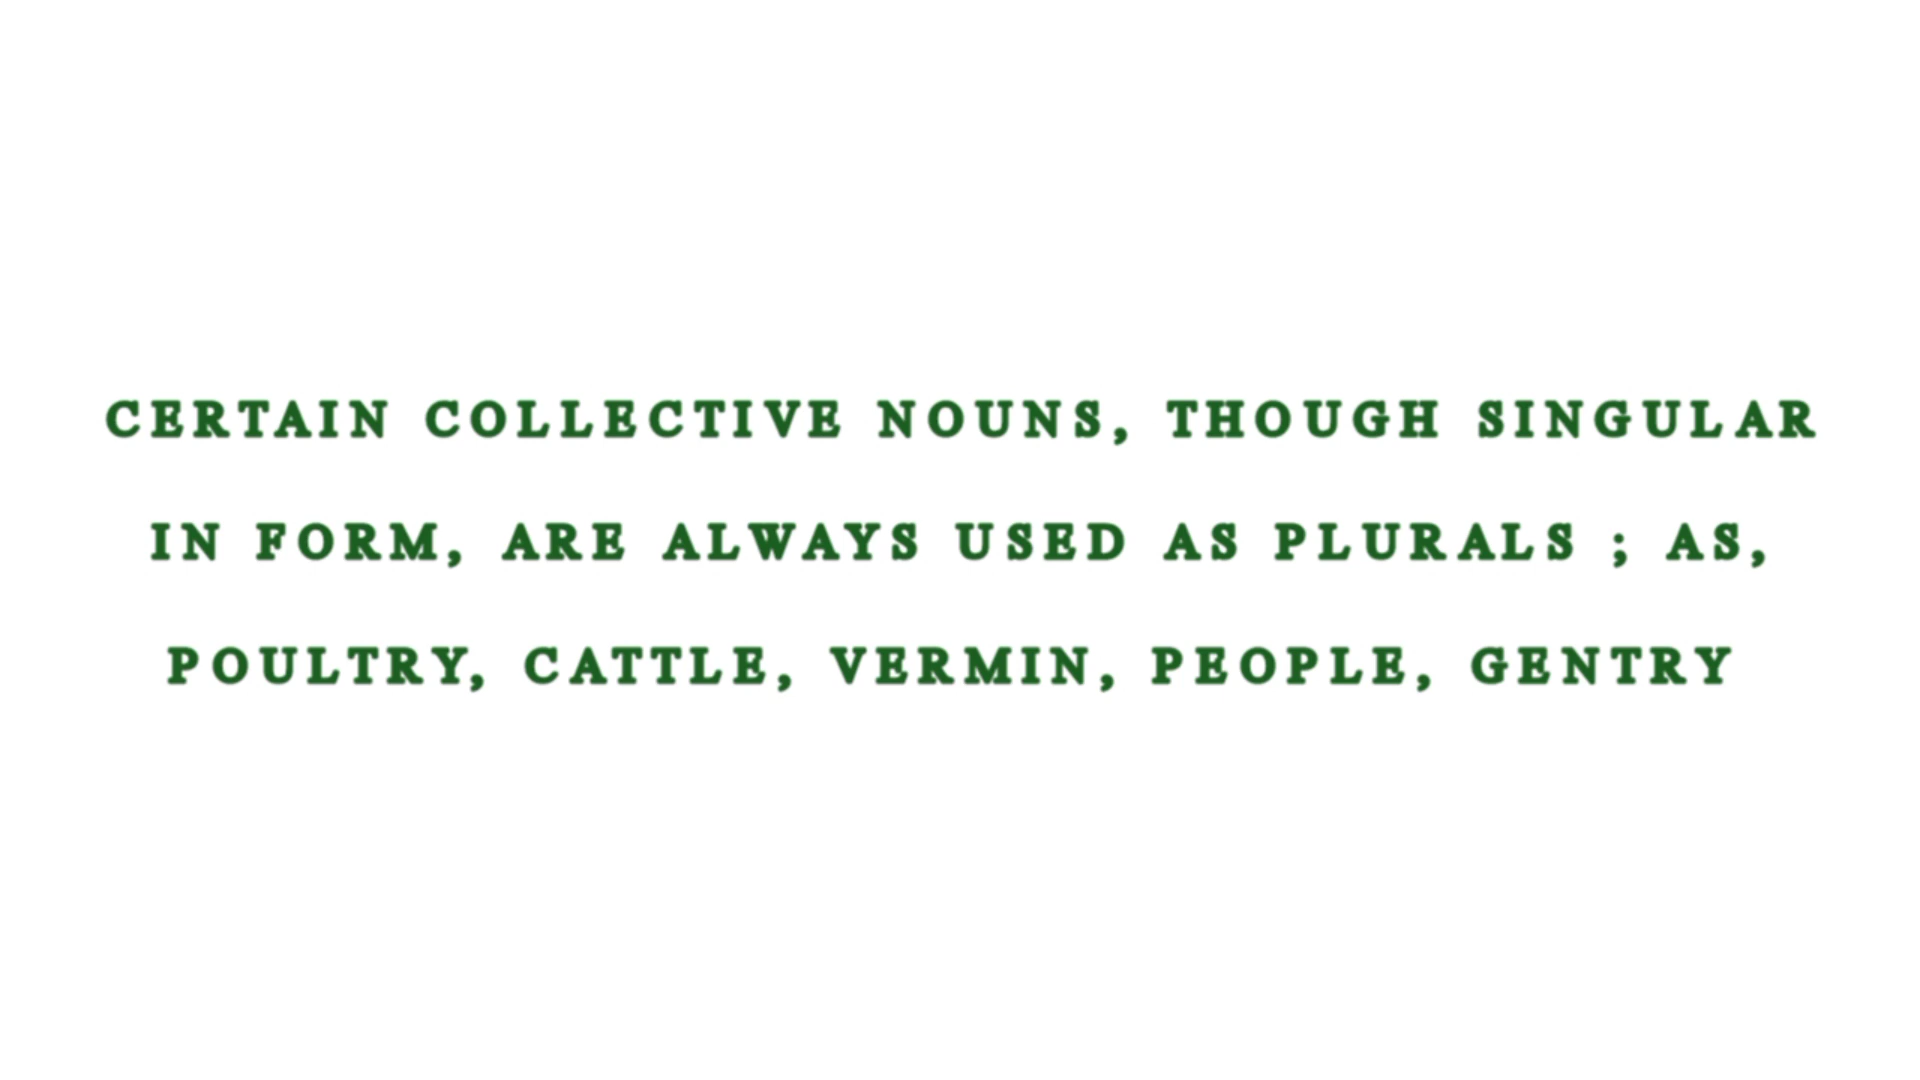 CERTAIN COLLECTIVE NOUNS, THOUGH SINGULAR
IN FORM, ARE ALWAYS USED AS PLURALS ; AS,
POULTRY, CATTLE, VERMIN, PEOPLE, GENTRY